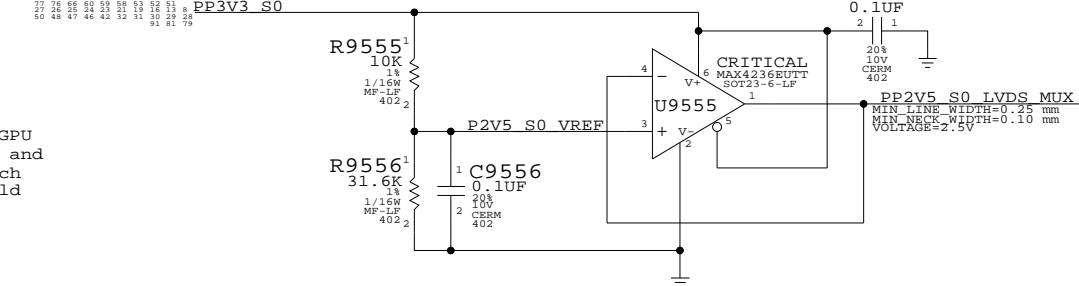 77 76 66 60 59 58 53 52 51
27 26 25 24 23 21 19 16 13 8
50 48 47 46 42 32 31 30 29 28
91 81 79
PP3V3_S0
0.1UF
2 1
20%
10V
CERM
402
R9555
1
10K
1%
1/16W
MF-LF
402
2
CRITICAL
MAX4236EUTT
SOT23-6-LF
4
6
V+
U9555
1
5
PP2V5_S0_LVDS_MUX
MIN_LINE_WIDTH=0.25 mm
MIN_NECK_WIDTH=0.10 mm
VOLTAGE=2.5V
P2V5_S0_VREF
3
V-
2
GPU
and
ch
ld
R9556
1
31.6K
1%
1/16W
MF-LF
402
2
1
C9556
0.1UF
20%
10V
CERM
402
2